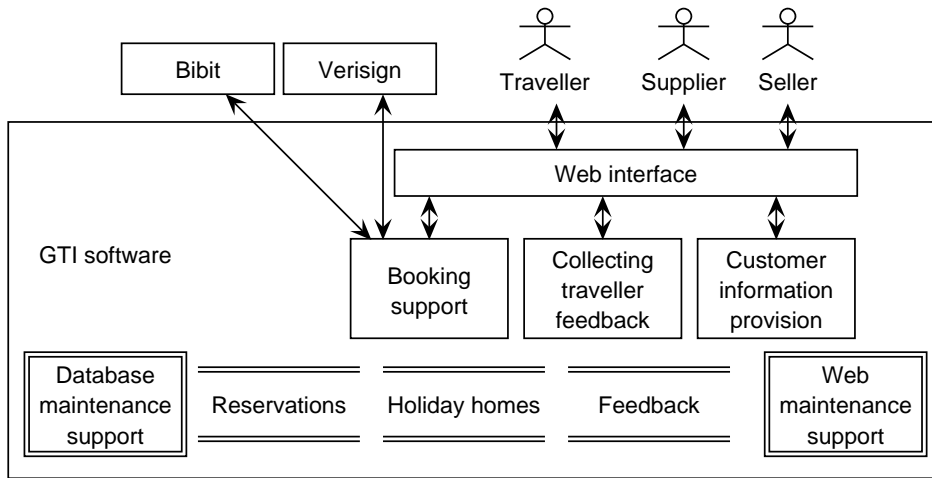 Bibit
Verisign
Traveller
Supplier
Seller
Web interface
GTI software
Booking
support
Collecting
traveller
feedback
Customer
information
provision
Database
maintenance
support
Reservations
Holiday homes
Feedback
Web
maintenance
support